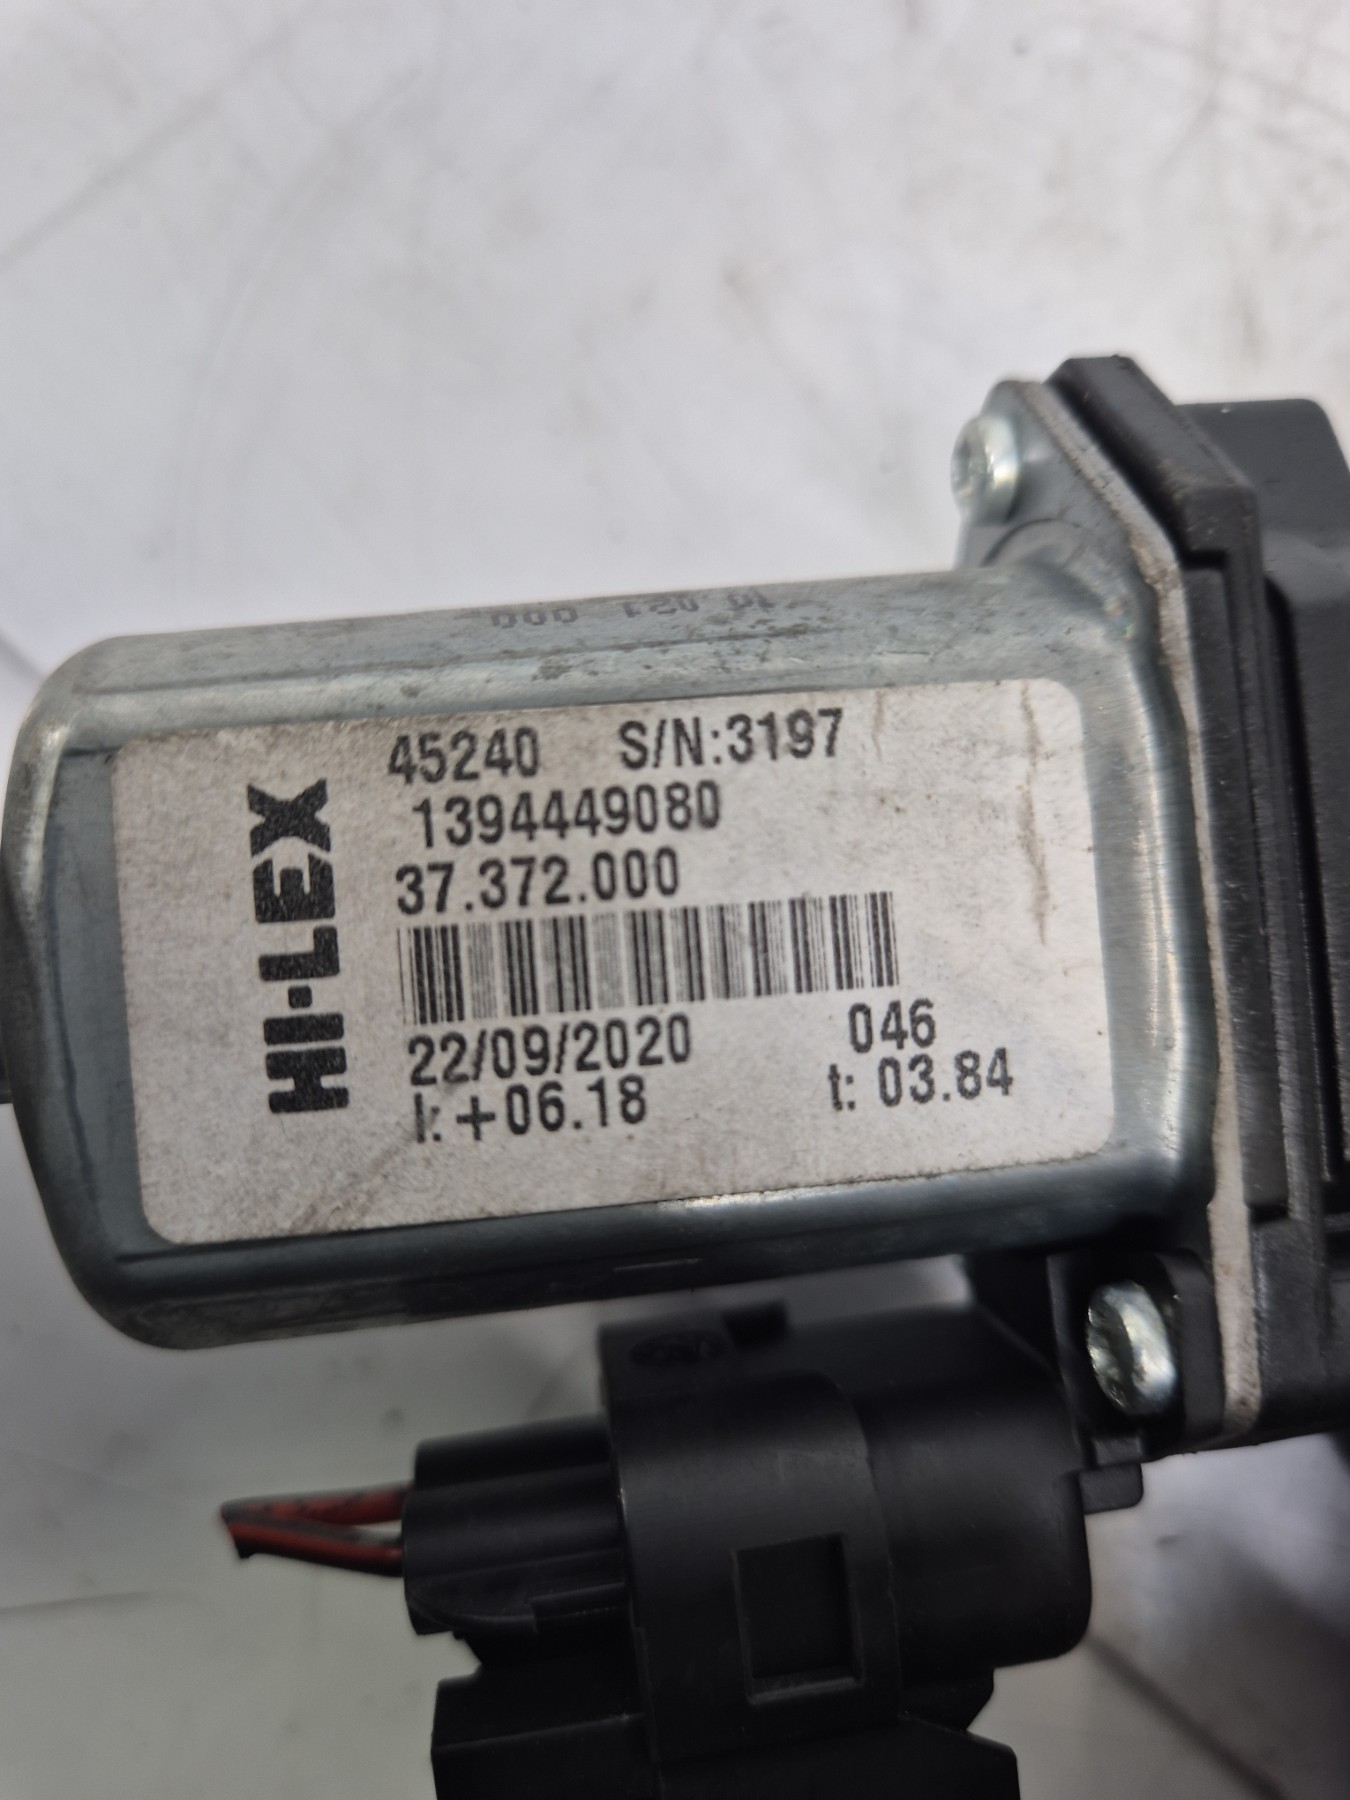 HI-LEX
45240 S/N:3197
1394449080
37.372.000
22/09/2020 046
I:+06.18 t: 03.84